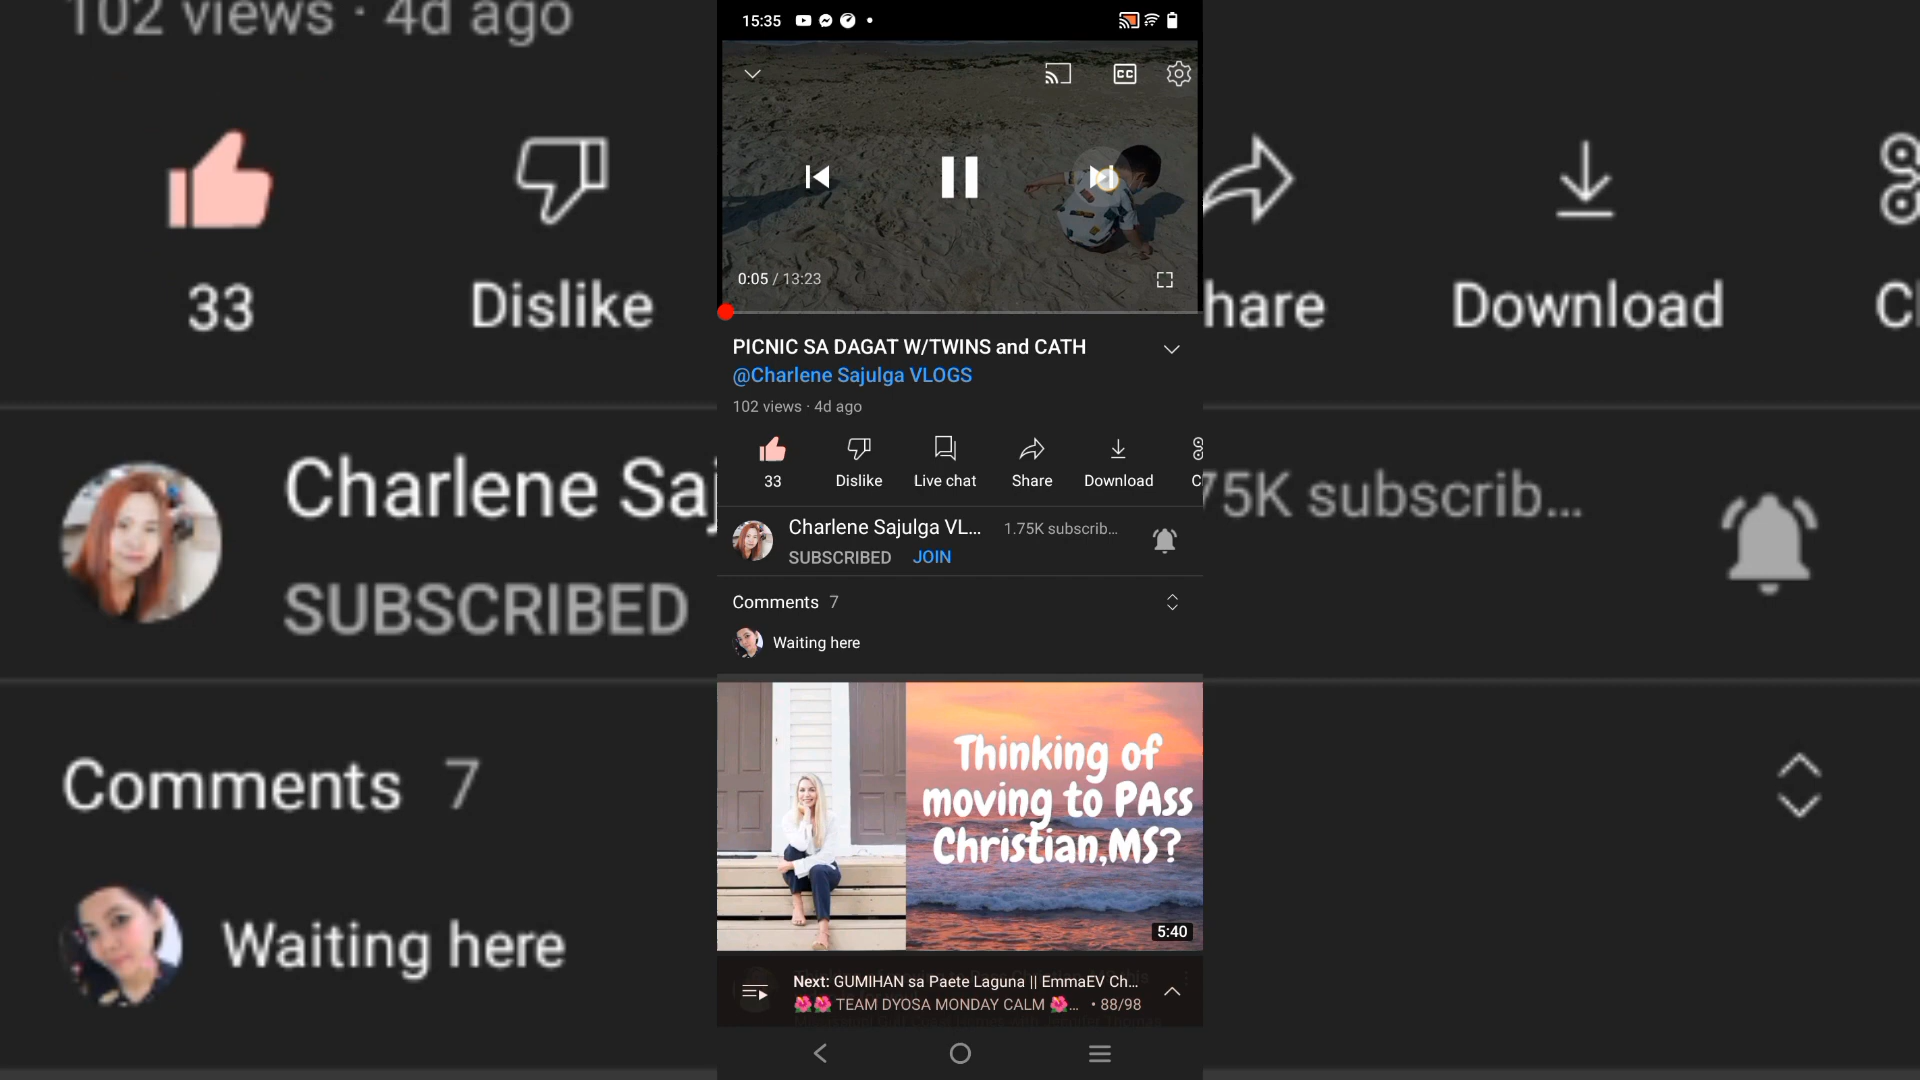 102 views · 4d ago
33
Dislike
hare
Download
Charlene Saj
75K subscrib...
SUBSCRIBED
Comments 7
Waiting here
15:35
CC
0:05 / 13:23
PICNIC SA DAGAT W/TWINS and CATH
@Charlene Sajulga VLOGS
102 views · 4d ago
33
Dislike
Live chat
Share
Download
C
Charlene Sajulga VL...
1.75K subscrib...
SUBSCRIBED
JOIN
Comments 7
Waiting here
Thinking of
moving to PAss
Christian,MS?
5:40
Next: GUMIHAN sa Paete Laguna || EmmaEV Ch...
🌺🌺 TEAM DYOSA MONDAY CALM 🌺... • 88/98